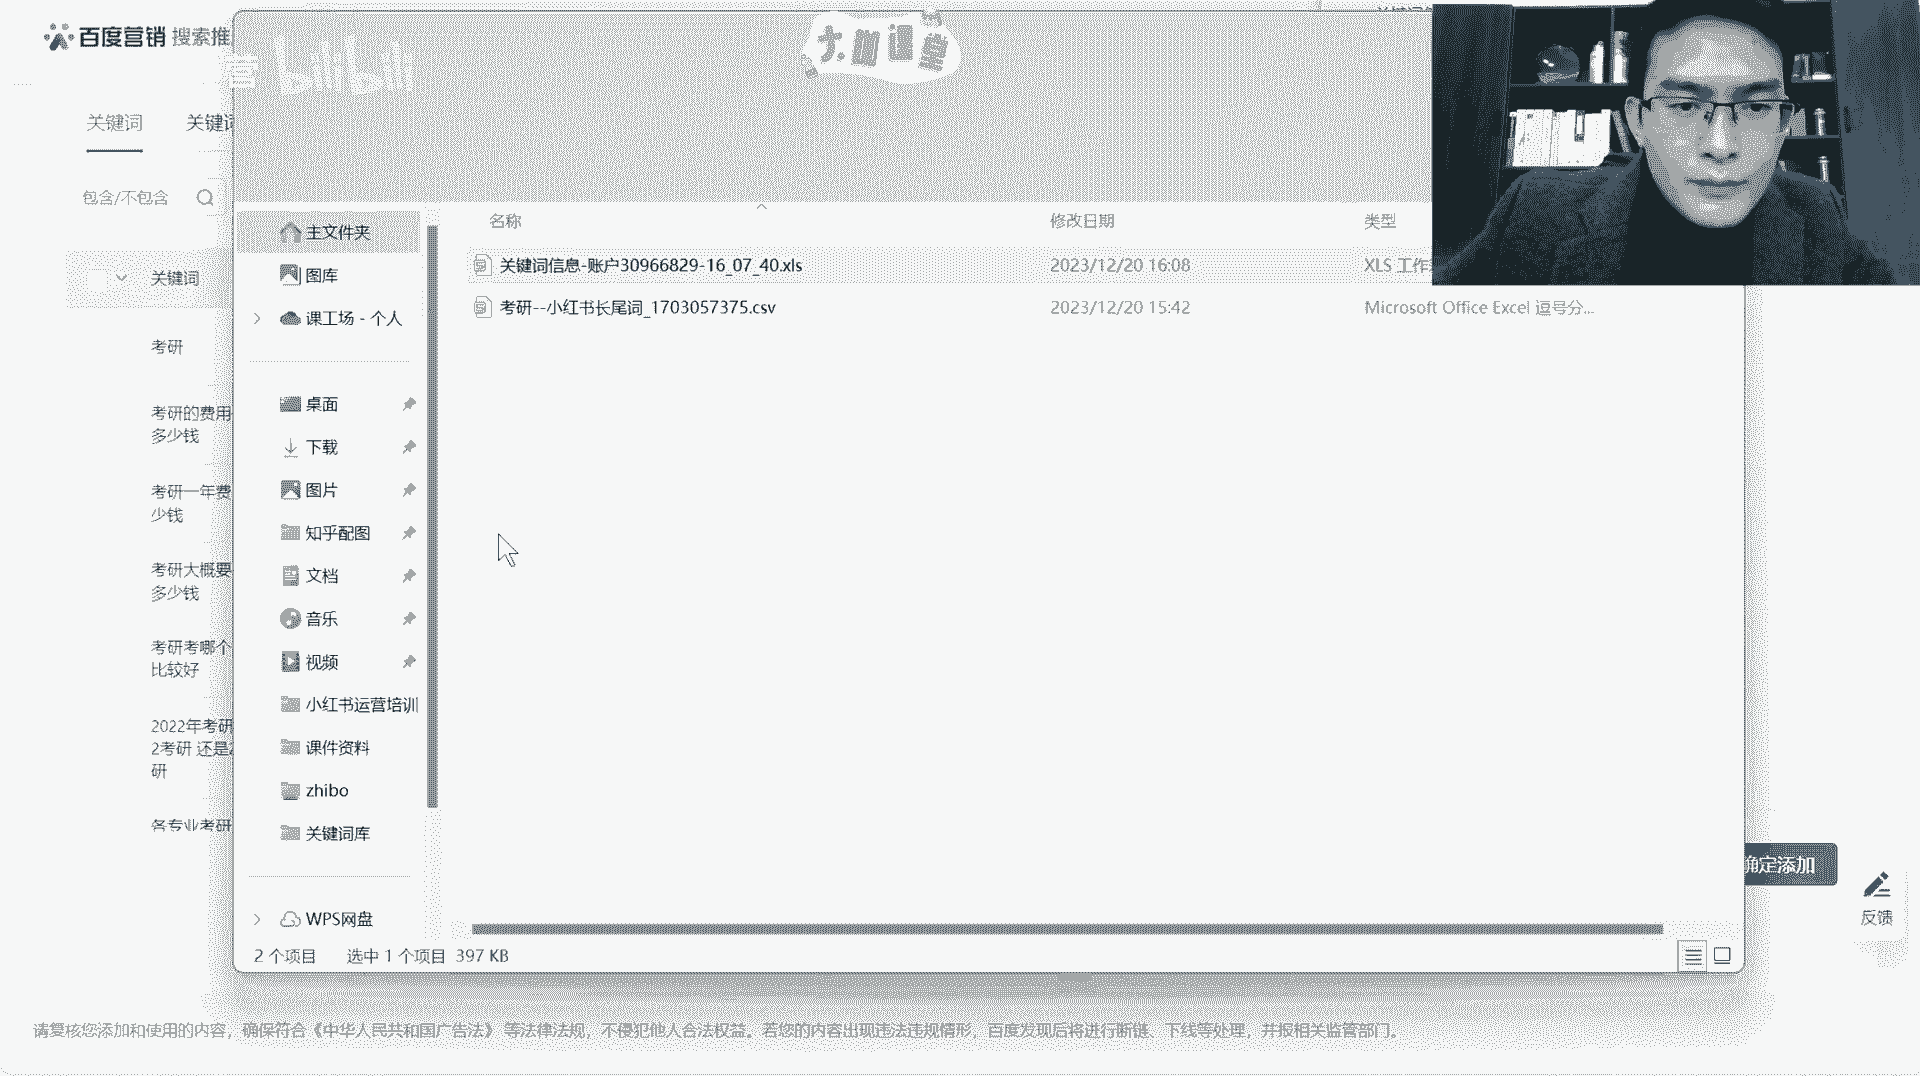 百度营销 搜索推
bilibili
大咖课堂
关键词
包含/不包含
关键词
考研
考研的费用
多少钱
考研一年费
少钱
考研大概要
多少钱
考研考哪个
比较好
2022年考研
2考研 还是2
研
各专业考研
主文件夹
图库
课工场 - 个人
桌面
下载
图片
知乎配图
文档
音乐
视频
小红书运营培训
课件资料
zhibo
关键词库
WPS网盘
名称 修改日期 类型
关键词信息-账户30966829-16_07_40.xls 2023/12/20 16:08 XLS 工作
考研--小红书长尾词_1703057375.csv 2023/12/20 15:42 Microsoft Office Excel 逗号分...
2 个项目 选中 1 个项目 397 KB
确定添加
反馈
请复核您添加和使用的内容，确保符合《中华人民共和国广告法》 等法律法规，不侵犯他人合法权益。若您的内容出现违法违规情形，百度发现后将进行断链、下线等处理，并报相关监管部门。